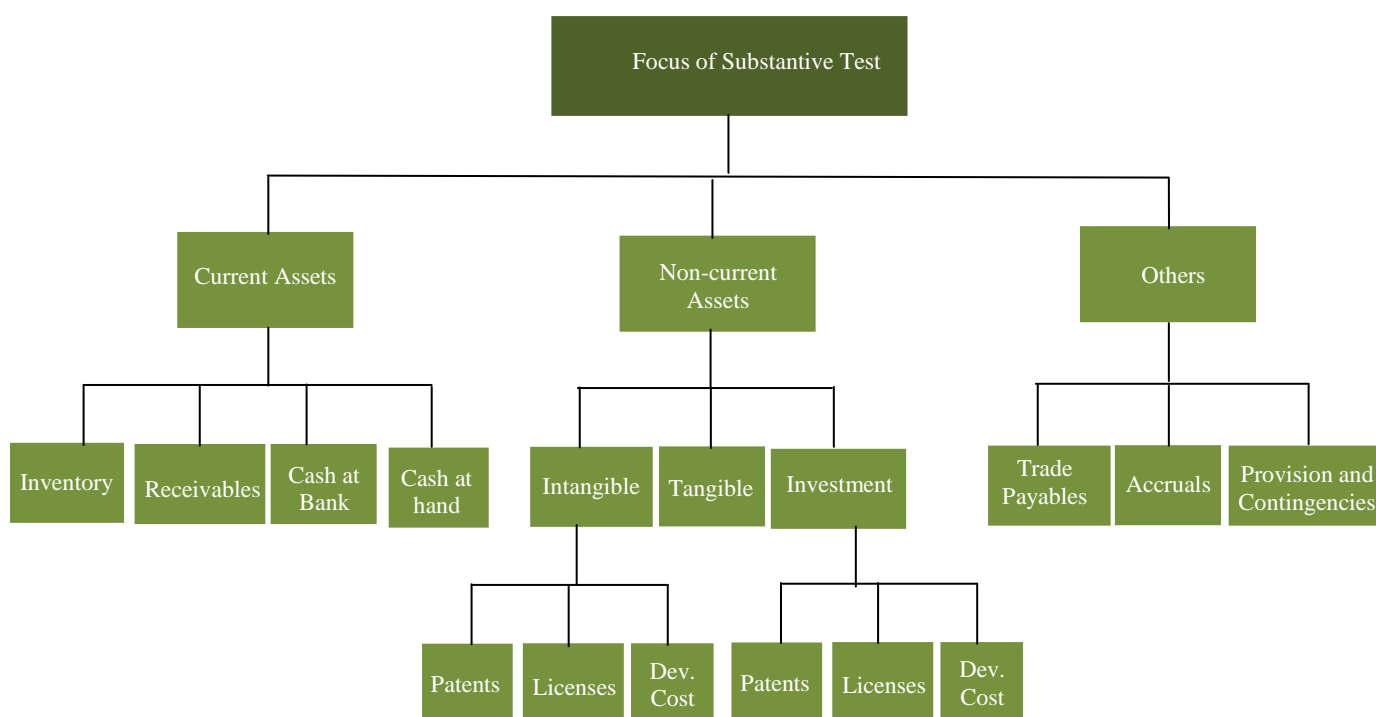 Focus of Substantive Test
Current Assets
Non-current
Assets
Others
Inventory
Receivables
Cash at
Bank
Cash at
hand
Intangible
Tangible
Investment
Trade
Payables
Accruals
Provision and
Contingencies
Patents
Licenses
Dev.
Cost
Patents
Licenses
Dev.
Cost